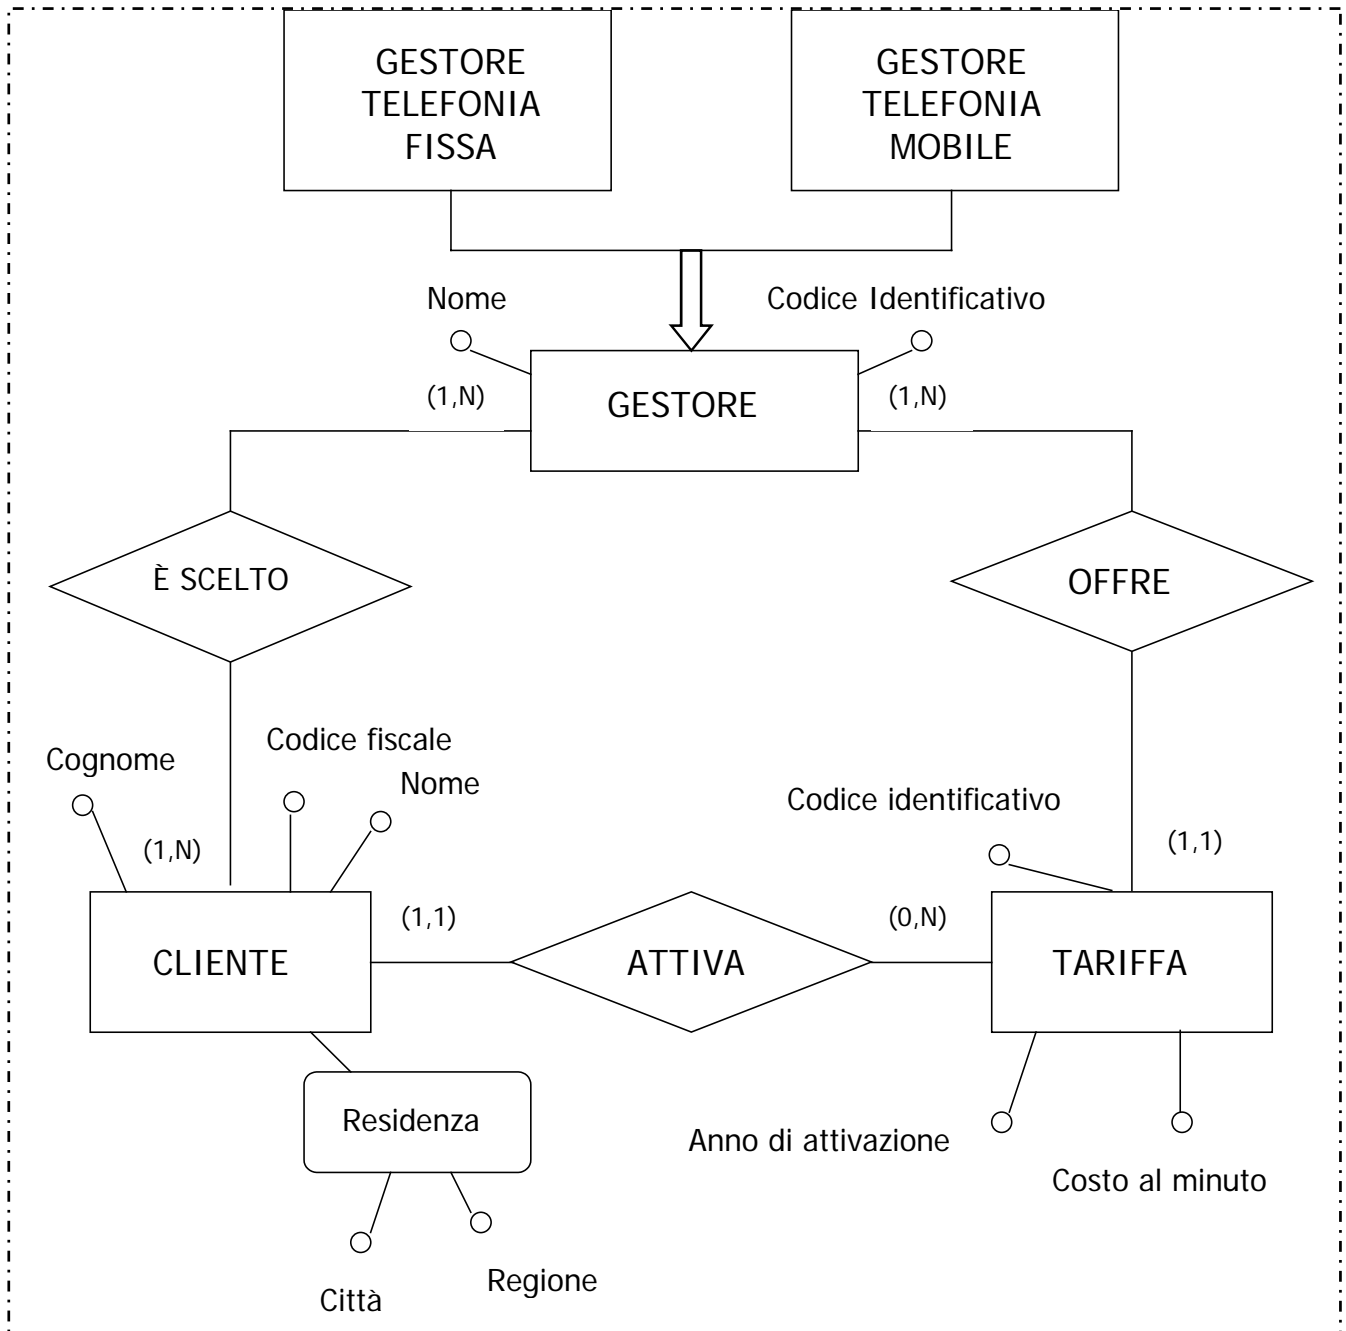 GESTORE
TELEFONIA
FISSA
GESTORE
TELEFONIA
MOBILE
Nome
Codice Identificativo
(1,N)
GESTORE
(1,N)
È SCELTO
OFFRE
Cognome
Codice fiscale
Nome
Codice identificativo
(1,N)
(1,1)
CLIENTE
(1,1)
ATTIVA
(0,N)
TARIFFA
Residenza
Anno di attivazione
Costo al minuto
Città
Regione